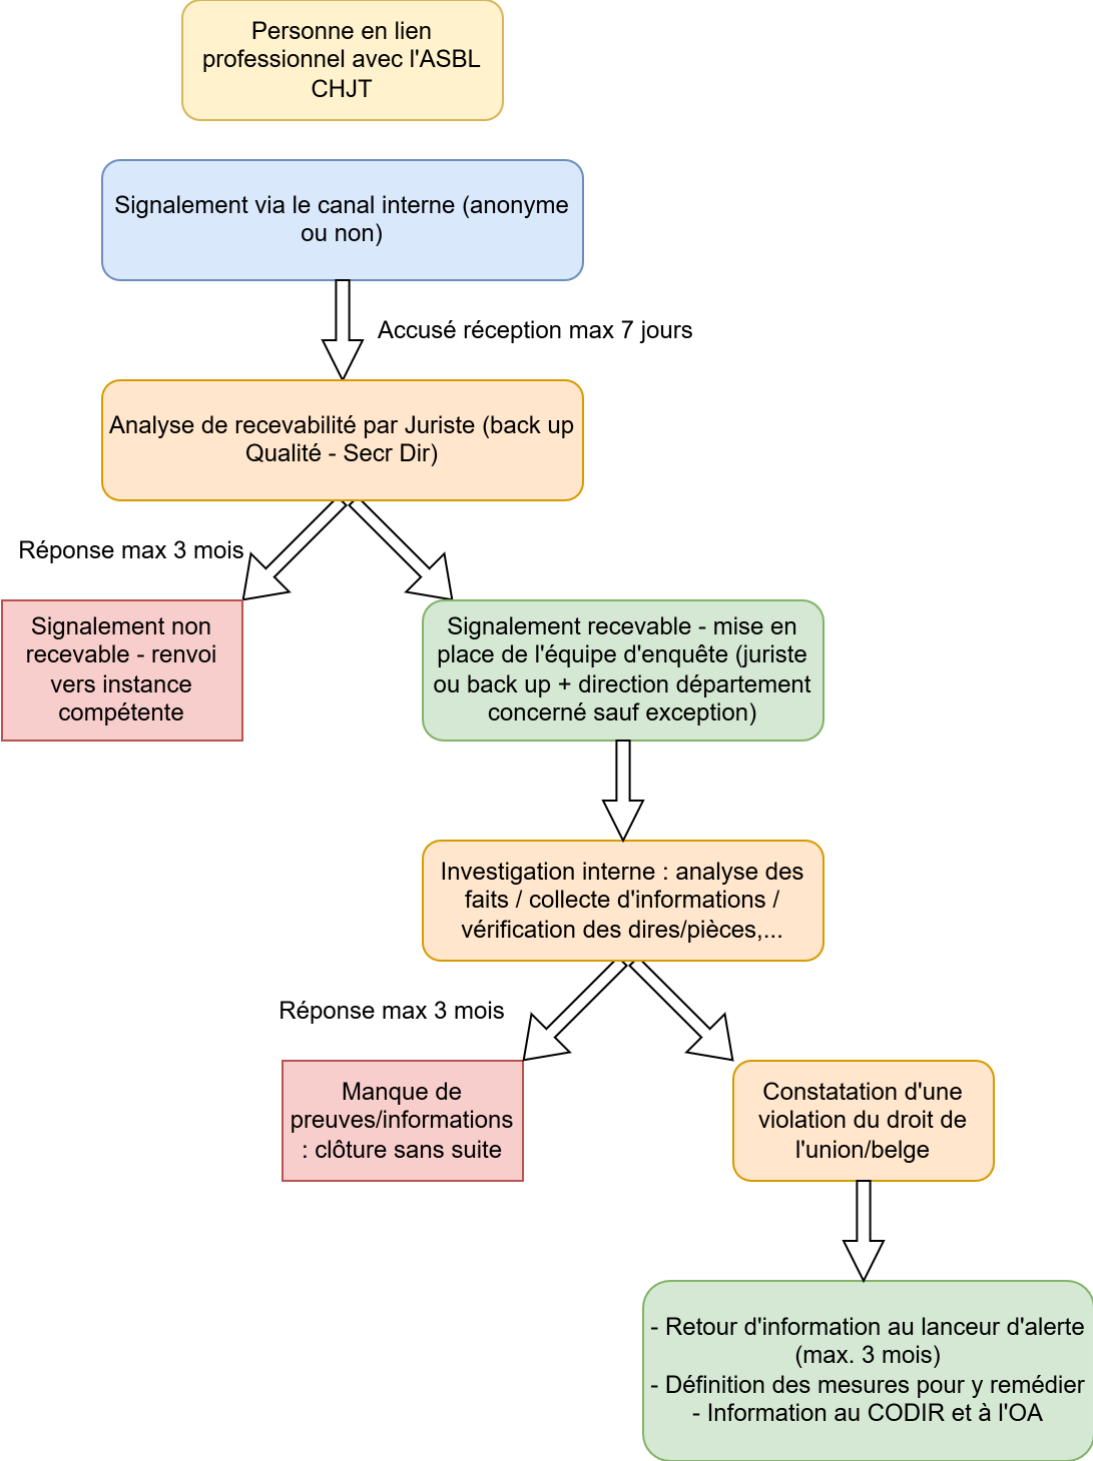 Personne en lien
professionnel avec l'ASBL
CHJT
Signalement via le canal interne (anonyme
ou non)
Accusé réception max 7 jours
Analyse de recevabilité par Juriste (back up
Qualité - Secr Dir)
Réponse max 3 mois
Signalement non
recevable - renvoi
vers instance
compétente
Signalement recevable - mise en
place de l'équipe d'enquête (juriste
ou back up + direction département
concerné sauf exception)
Investigation interne : analyse des
faits / collecte d'informations /
vérification des dires/pièces,...
Réponse max 3 mois
Manque de
preuves/informations
: clôture sans suite
Constatation d'une
violation du droit de
l'union/belge
- Retour d'information au lanceur d'alerte
(max. 3 mois)
- Définition des mesures pour y remédier
- Information au CODIR et à l'OA